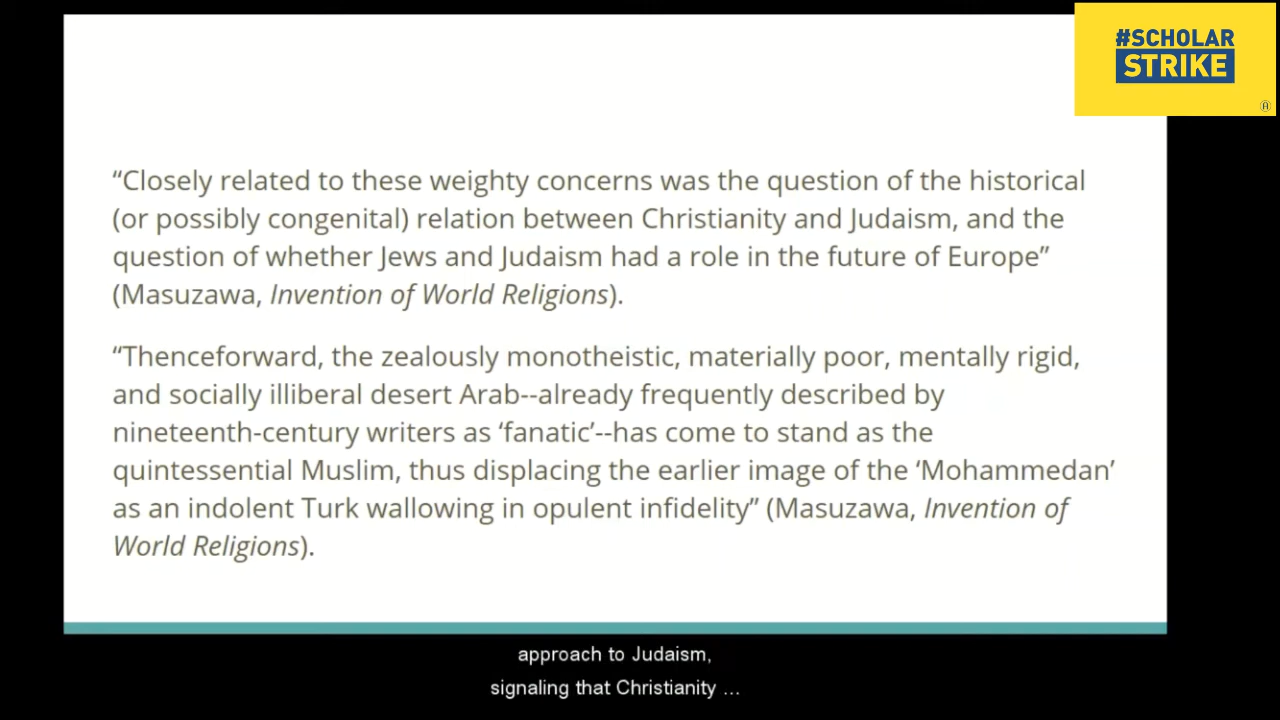 #SCHOLAR
STRIKE
Ⓐ
“Closely related to these weighty concerns was the question of the historical
(or possibly congenital) relation between Christianity and Judaism, and the
question of whether Jews and Judaism had a role in the future of Europe”
(Masuzawa, Invention of World Religions).
“Thenceforward, the zealously monotheistic, materially poor, mentally rigid,
and socially illiberal desert Arab--already frequently described by
nineteenth-century writers as ‘fanatic’--has come to stand as the
quintessential Muslim, thus displacing the earlier image of the ‘Mohammedan’
as an indolent Turk wallowing in opulent infidelity” (Masuzawa, Invention of
World Religions).
approach to Judaism,
signaling that Christianity ...